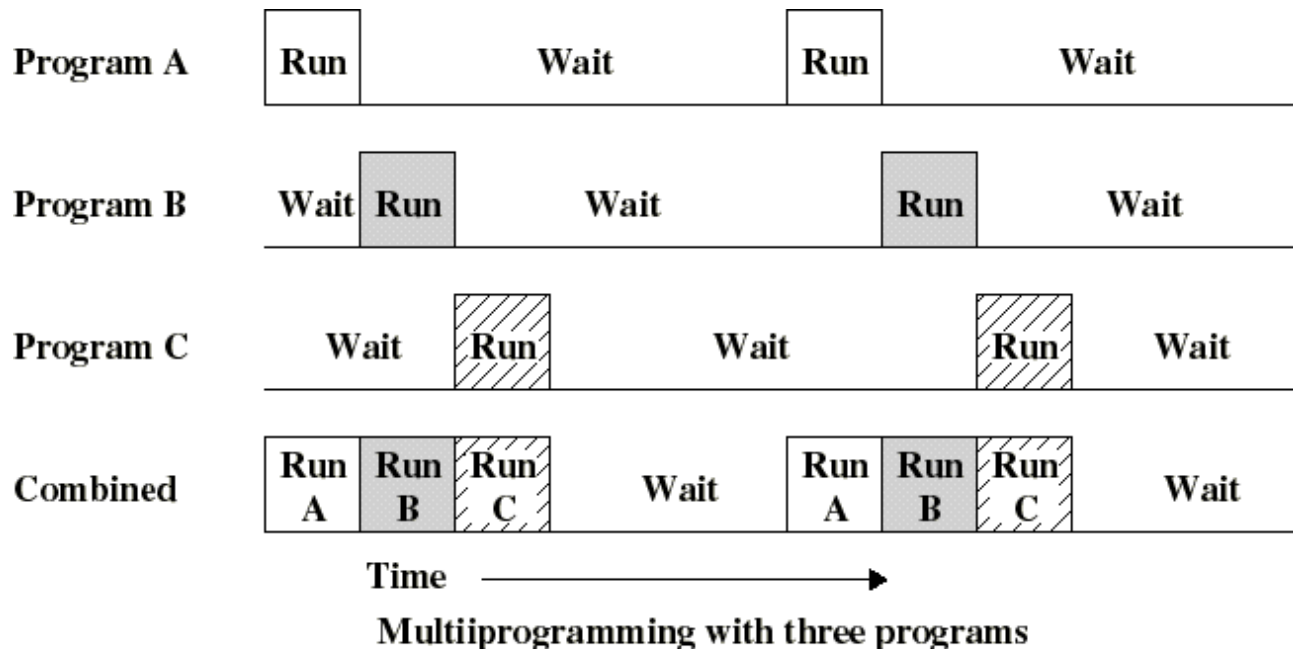 Program A Run Wait Run Wait
Program B Wait Run Wait Run Wait
Program C Wait Run Wait Run Wait
Combined Run A Run B Run C Wait Run A Run B Run C Wait
Time
Multiiprogramming with three programs